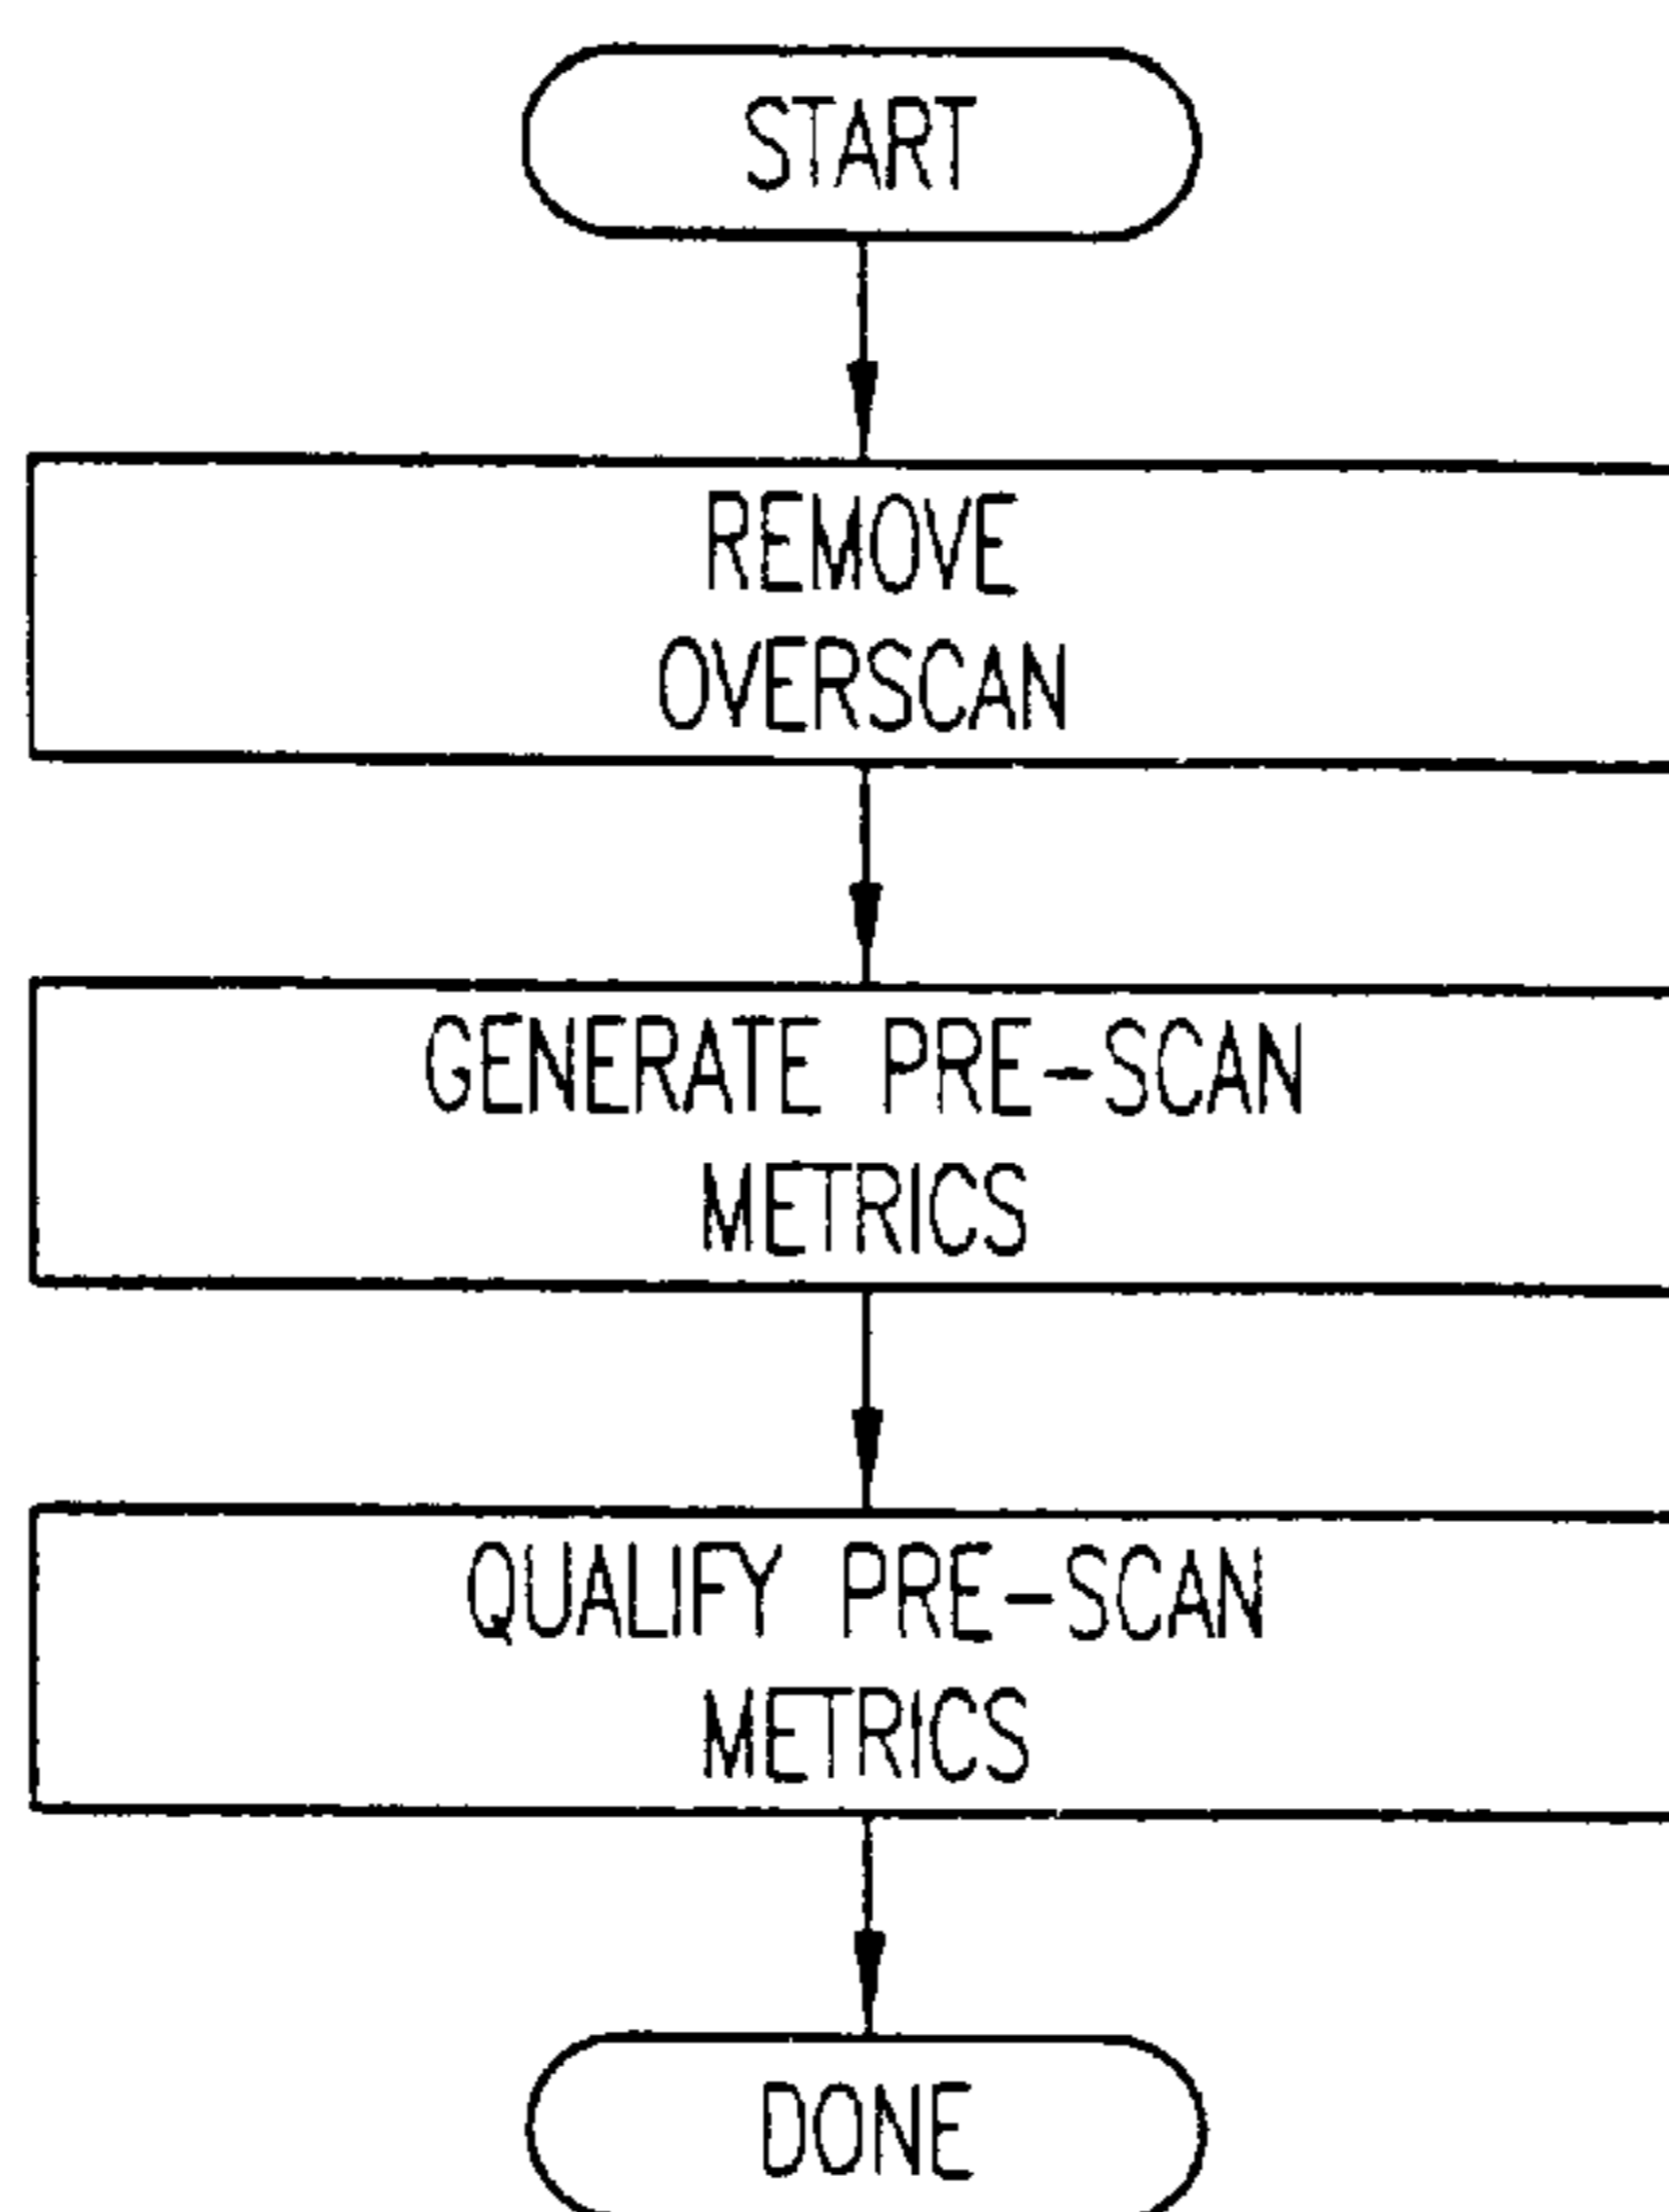 START
REMOVE
OVERSCAN
GENERATE PRE-SCAN
METRICS
QUALIFY PRE-SCAN
METRICS
DONE